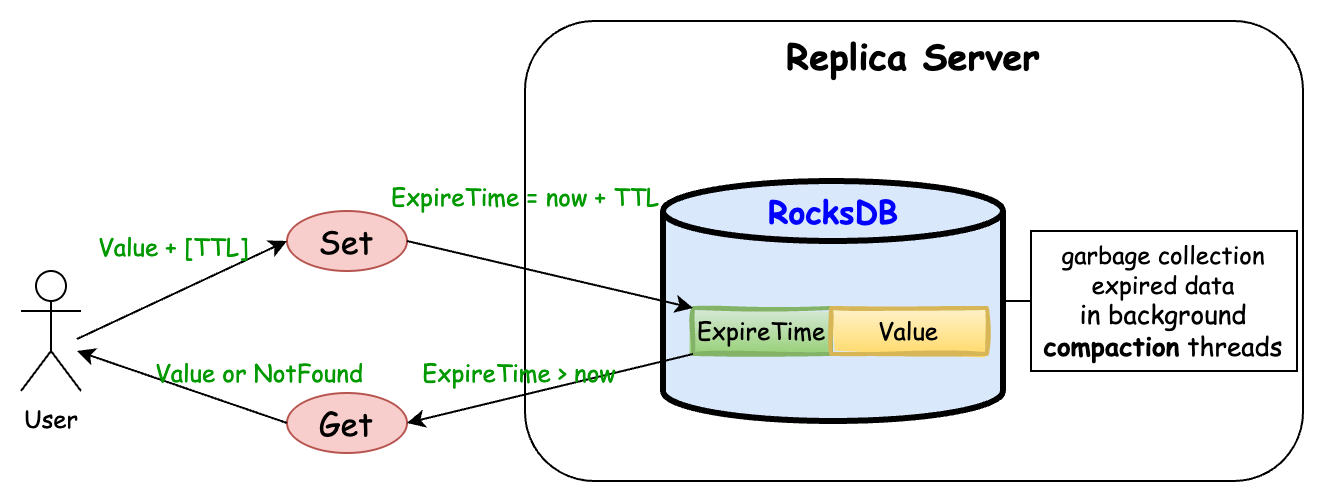 Replica Server
ExpireTime = now + TTL
RocksDB
Set
Value + [TTL]
garbage collection
expired data
in background
compaction threads
ExpireTime
Value
Value or NotFound
ExpireTime > now
User
Get